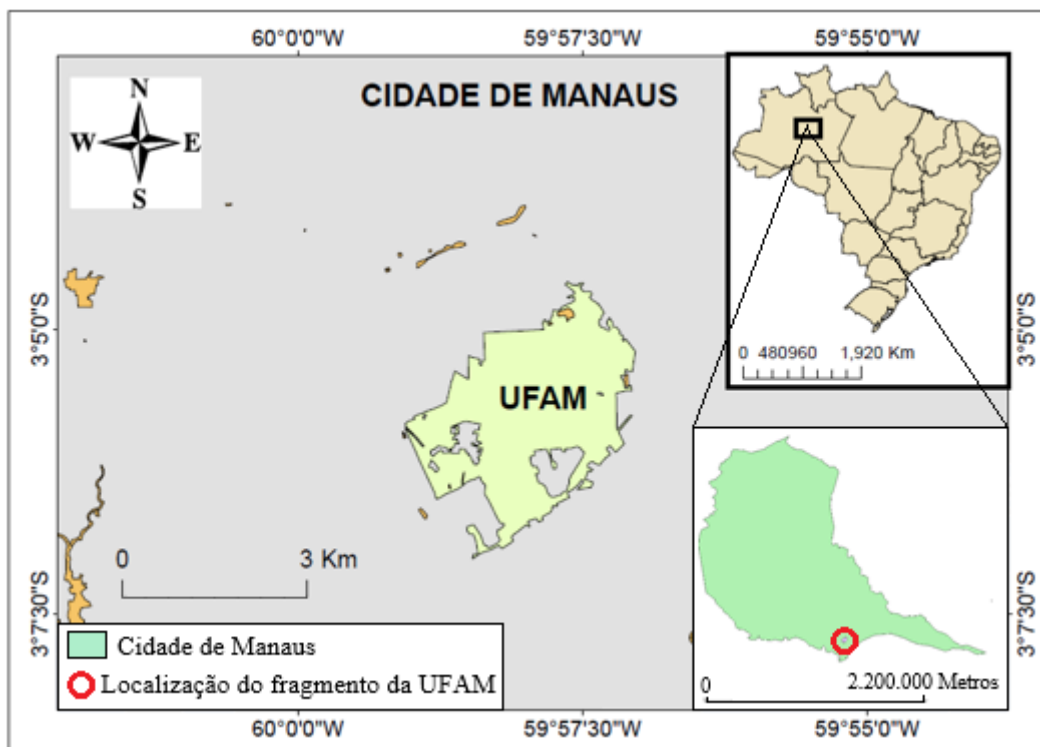 60°0'0"W 59°57'30"W 59°55'0"W
CIDADE DE MANAUS
N
W E
S
3°5'0"S
3°5'0"S
UFAM
0 480960 1,920 Km
0 3 Km
3°7'30"S
3°7'30"S
Cidade de Manaus
Localização do fragmento da UFAM
0 2.200.000 Metros
60°0'0"W 59°57'30"W 59°55'0"W